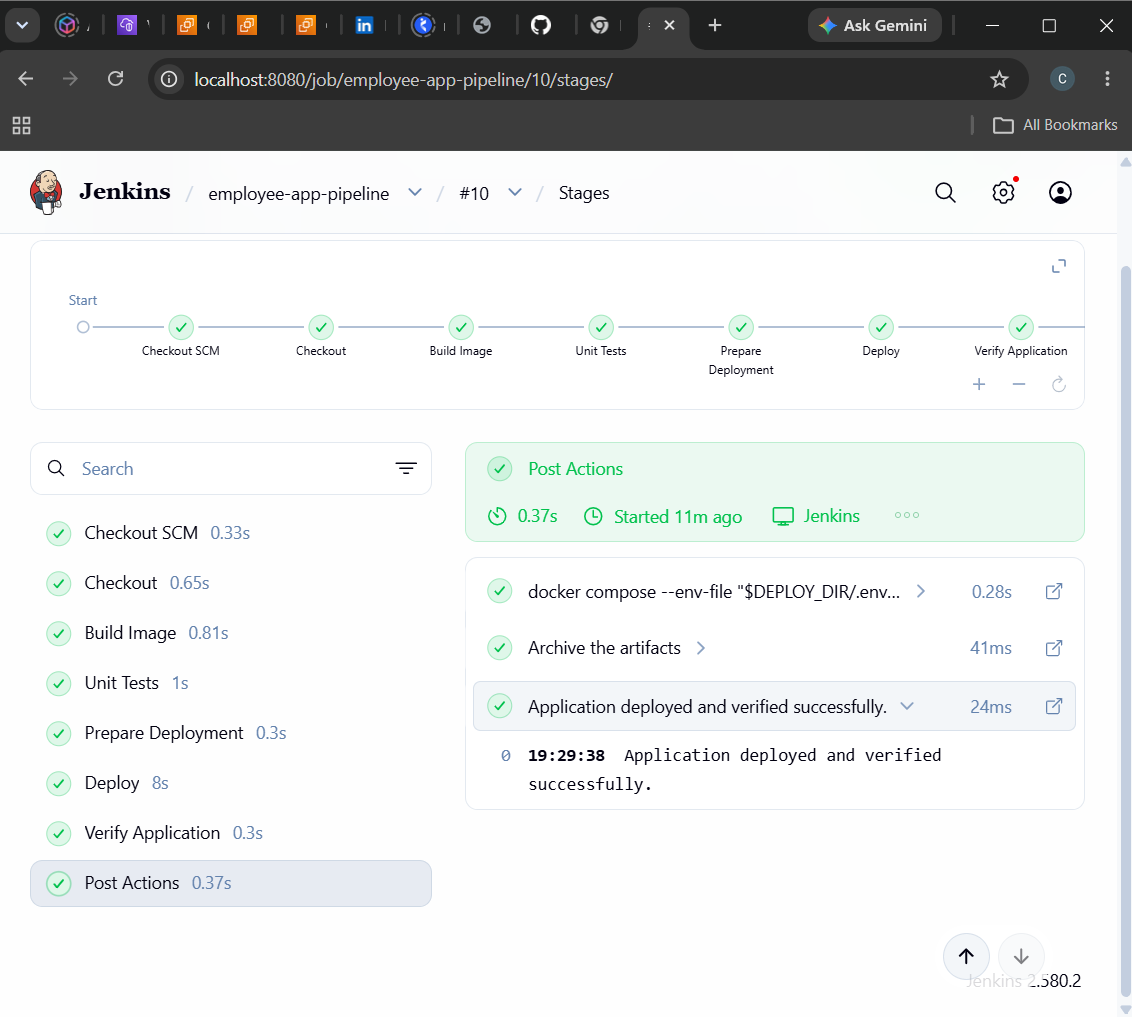 Ask Gemini
localhost:8080/job/employee-app-pipeline/10/stages/
C
All Bookmarks
Jenkins / employee-app-pipeline / #10 / Stages
Start
Checkout SCM
Checkout
Build Image
Unit Tests
Prepare
Deployment
Deploy
Verify Application
Search
Checkout SCM 0.33s
Checkout 0.65s
Build Image 0.81s
Unit Tests 1s
Prepare Deployment 0.3s
Deploy 8s
Verify Application 0.3s
Post Actions 0.37s
Post Actions
0.37s Started 11m ago Jenkins
docker compose --env-file "$DEPLOY_DIR/.env... 0.28s
Archive the artifacts 41ms
Application deployed and verified successfully. 24ms
0 19:29:38 Application deployed and verified
successfully.
Jenkins 2.580.2